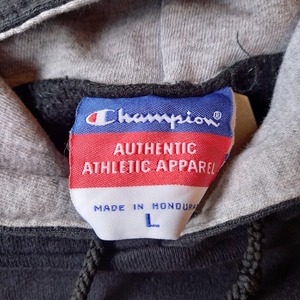 Champion®
AUTHENTIC
ATHLETIC APPAREL
MADE IN HONDURAS
L